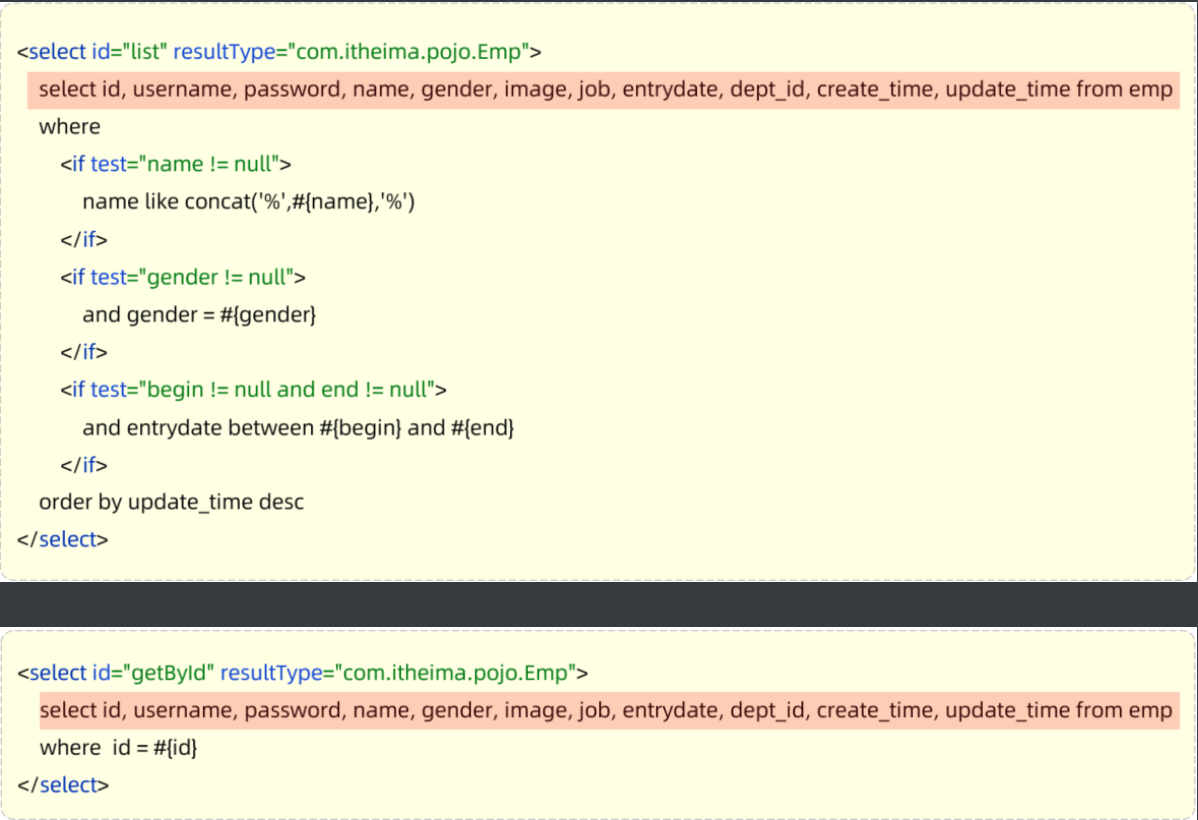 <select id="list" resultType="com.itheima.pojo.Emp">
select id, username, password, name, gender, image, job, entrydate, dept_id, create_time, update_time from emp
where
<if test="name != null">
name like concat('%',#{name},'%')
</if>
<if test="gender != null">
and gender = #{gender}
</if>
<if test="begin != null and end != null">
and entrydate between #{begin} and #{end}
</if>
order by update_time desc
</select>
<select id="getById" resultType="com.itheima.pojo.Emp">
select id, username, password, name, gender, image, job, entrydate, dept_id, create_time, update_time from emp
where  id = #{id}
</select>